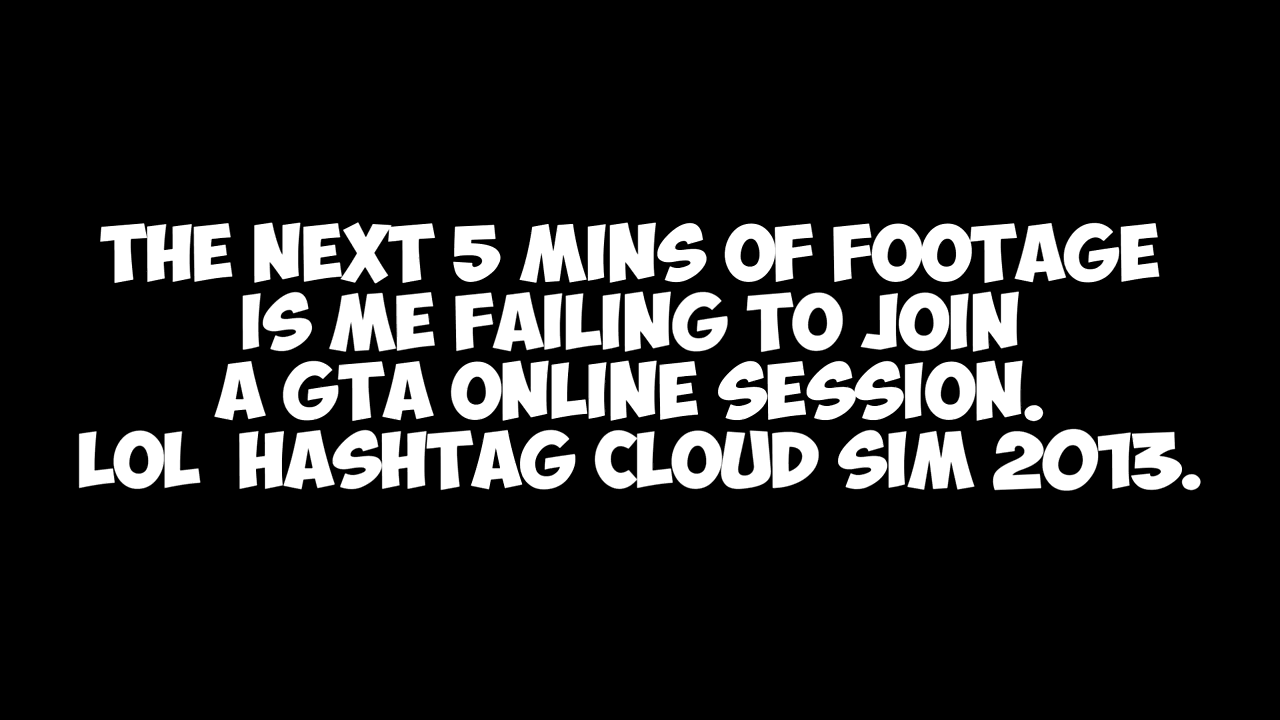 THE NEXT 5 MINS OF FOOTAGE
IS ME FAILING TO JOIN
A GTA ONLINE SESSION.
LOL HASHTAG CLOUD SIM 2013.